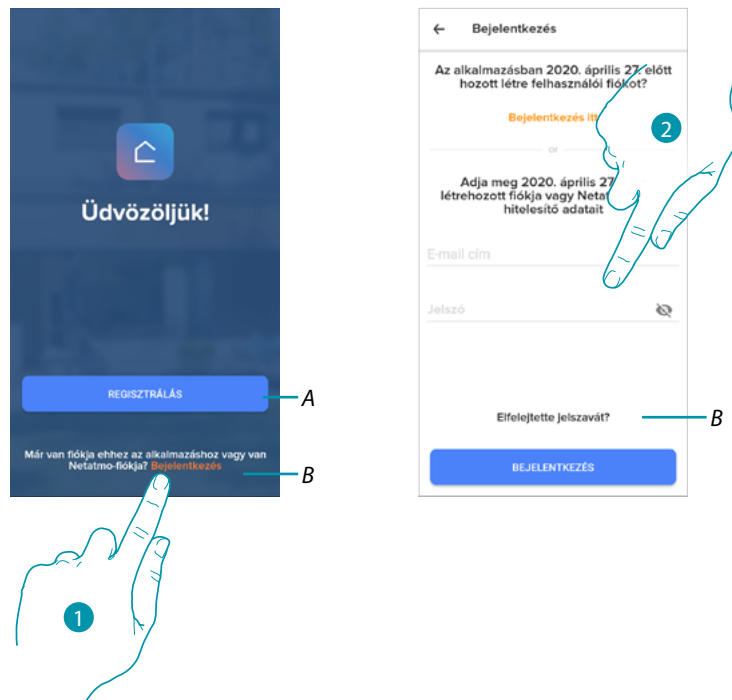 Üdvözöljük!
REGISZTRÁLÁS
A
Már van fiókja ehhez az alkalmazáshoz vagy van
Netatmo-fiókja? Bejelentkezés
B
1
← Bejelentkezés
Az alkalmazásban 2020. április 27. előtt
hozott létre felhasználói fiókot?
Bejelentkezés itt
or
2
Adja meg 2020. április 27
létrehozott fiókja vagy Netat
hitelesítő adatait
E-mail cím
Jelszó
Elfelejtette jelszavát?
B
BEJELENTKEZÉS